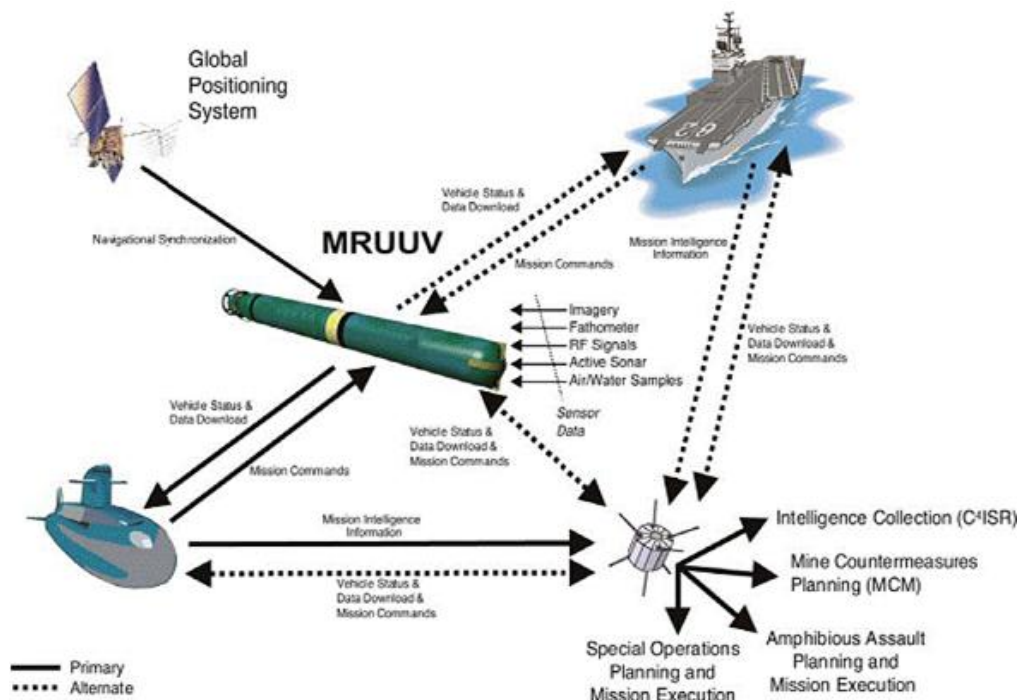 Global
Positioning
System
Navigational Synchronization
MRUUV
Vehicle Status &
Data Download
Mission Commands
Mission Intelligence
Information
Vehicle Status &
Data Download &
Mission Commands
Imagery
Fathometer
RF Signals
Active Sonar
Air/Water Samples
Sensor
Data
Vehicle Status &
Data Download
Mission Commands
Vehicle Status &
Data Download &
Mission Commands
Mission Intelligence
Information
Vehicle Status &
Data Download &
Mission Commands
Intelligence Collection (C⁴ISR)
Mine Countermeasures
Planning (MCM)
Amphibious Assault
Planning and
Mission Execution
Special Operations
Planning and
Mission Execution
Primary
Alternate